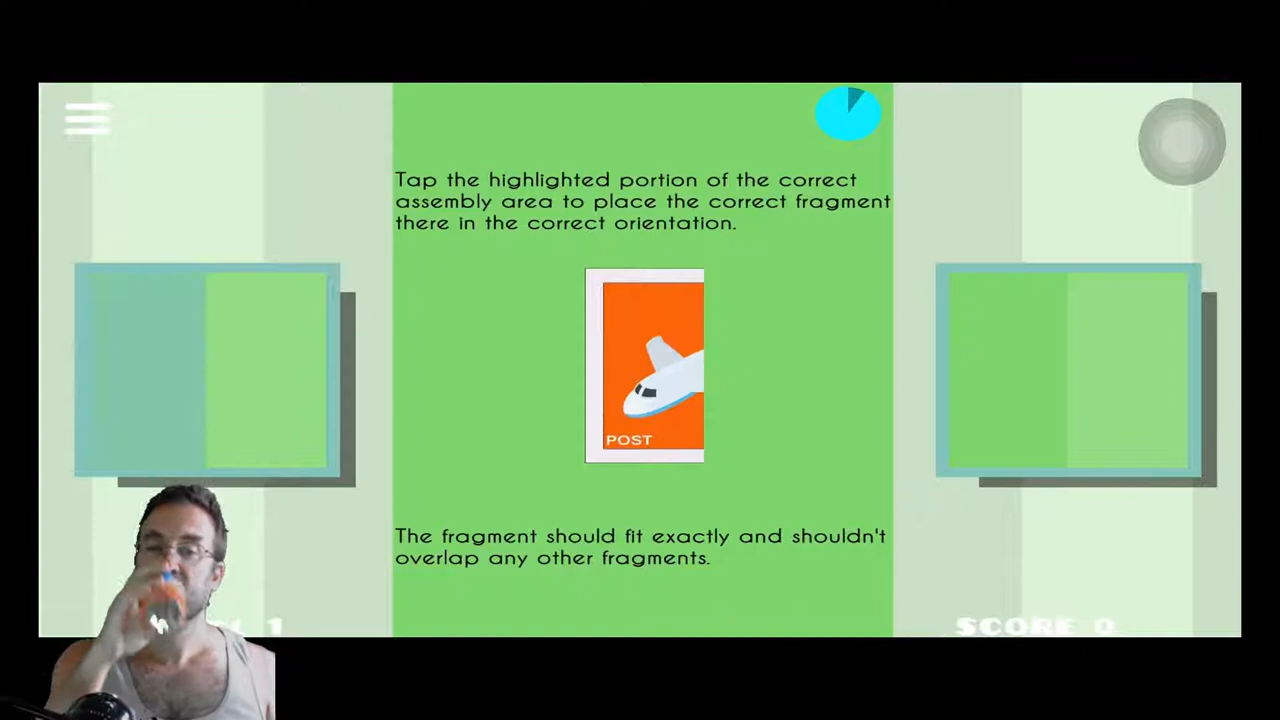 Tap the highlighted portion of the correct
assembly area to place the correct fragment
there in the correct orientation.
POST
The fragment should fit exactly and shouldn't
overlap any other fragments.
1
SCORE 0